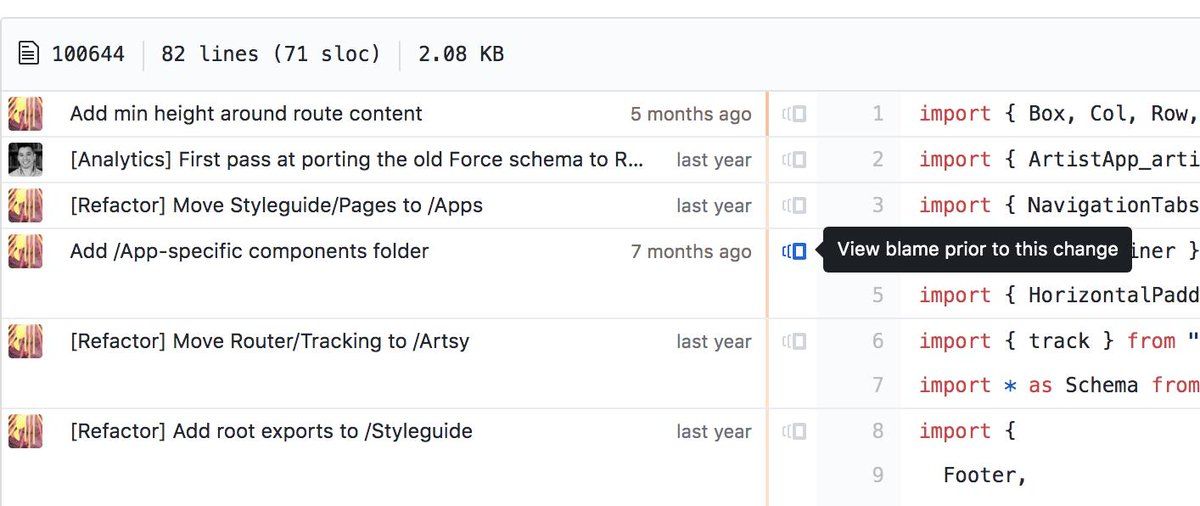 100644 82 lines (71 sloc) 2.08 KB
Add min height around route content 5 months ago 1 import { Box, Col, Row,
[Analytics] First pass at porting the old Force schema to R... last year 2 import { ArtistApp_arti
[Refactor] Move Styleguide/Pages to /Apps last year 3 import { NavigationTabs
Add /App-specific components folder 7 months ago View blame prior to this change iner }
5 import { HorizontalPadd
[Refactor] Move Router/Tracking to /Artsy last year 6 import { track } from "
7 import * as Schema from
[Refactor] Add root exports to /Styleguide last year 8 import {
9 Footer,